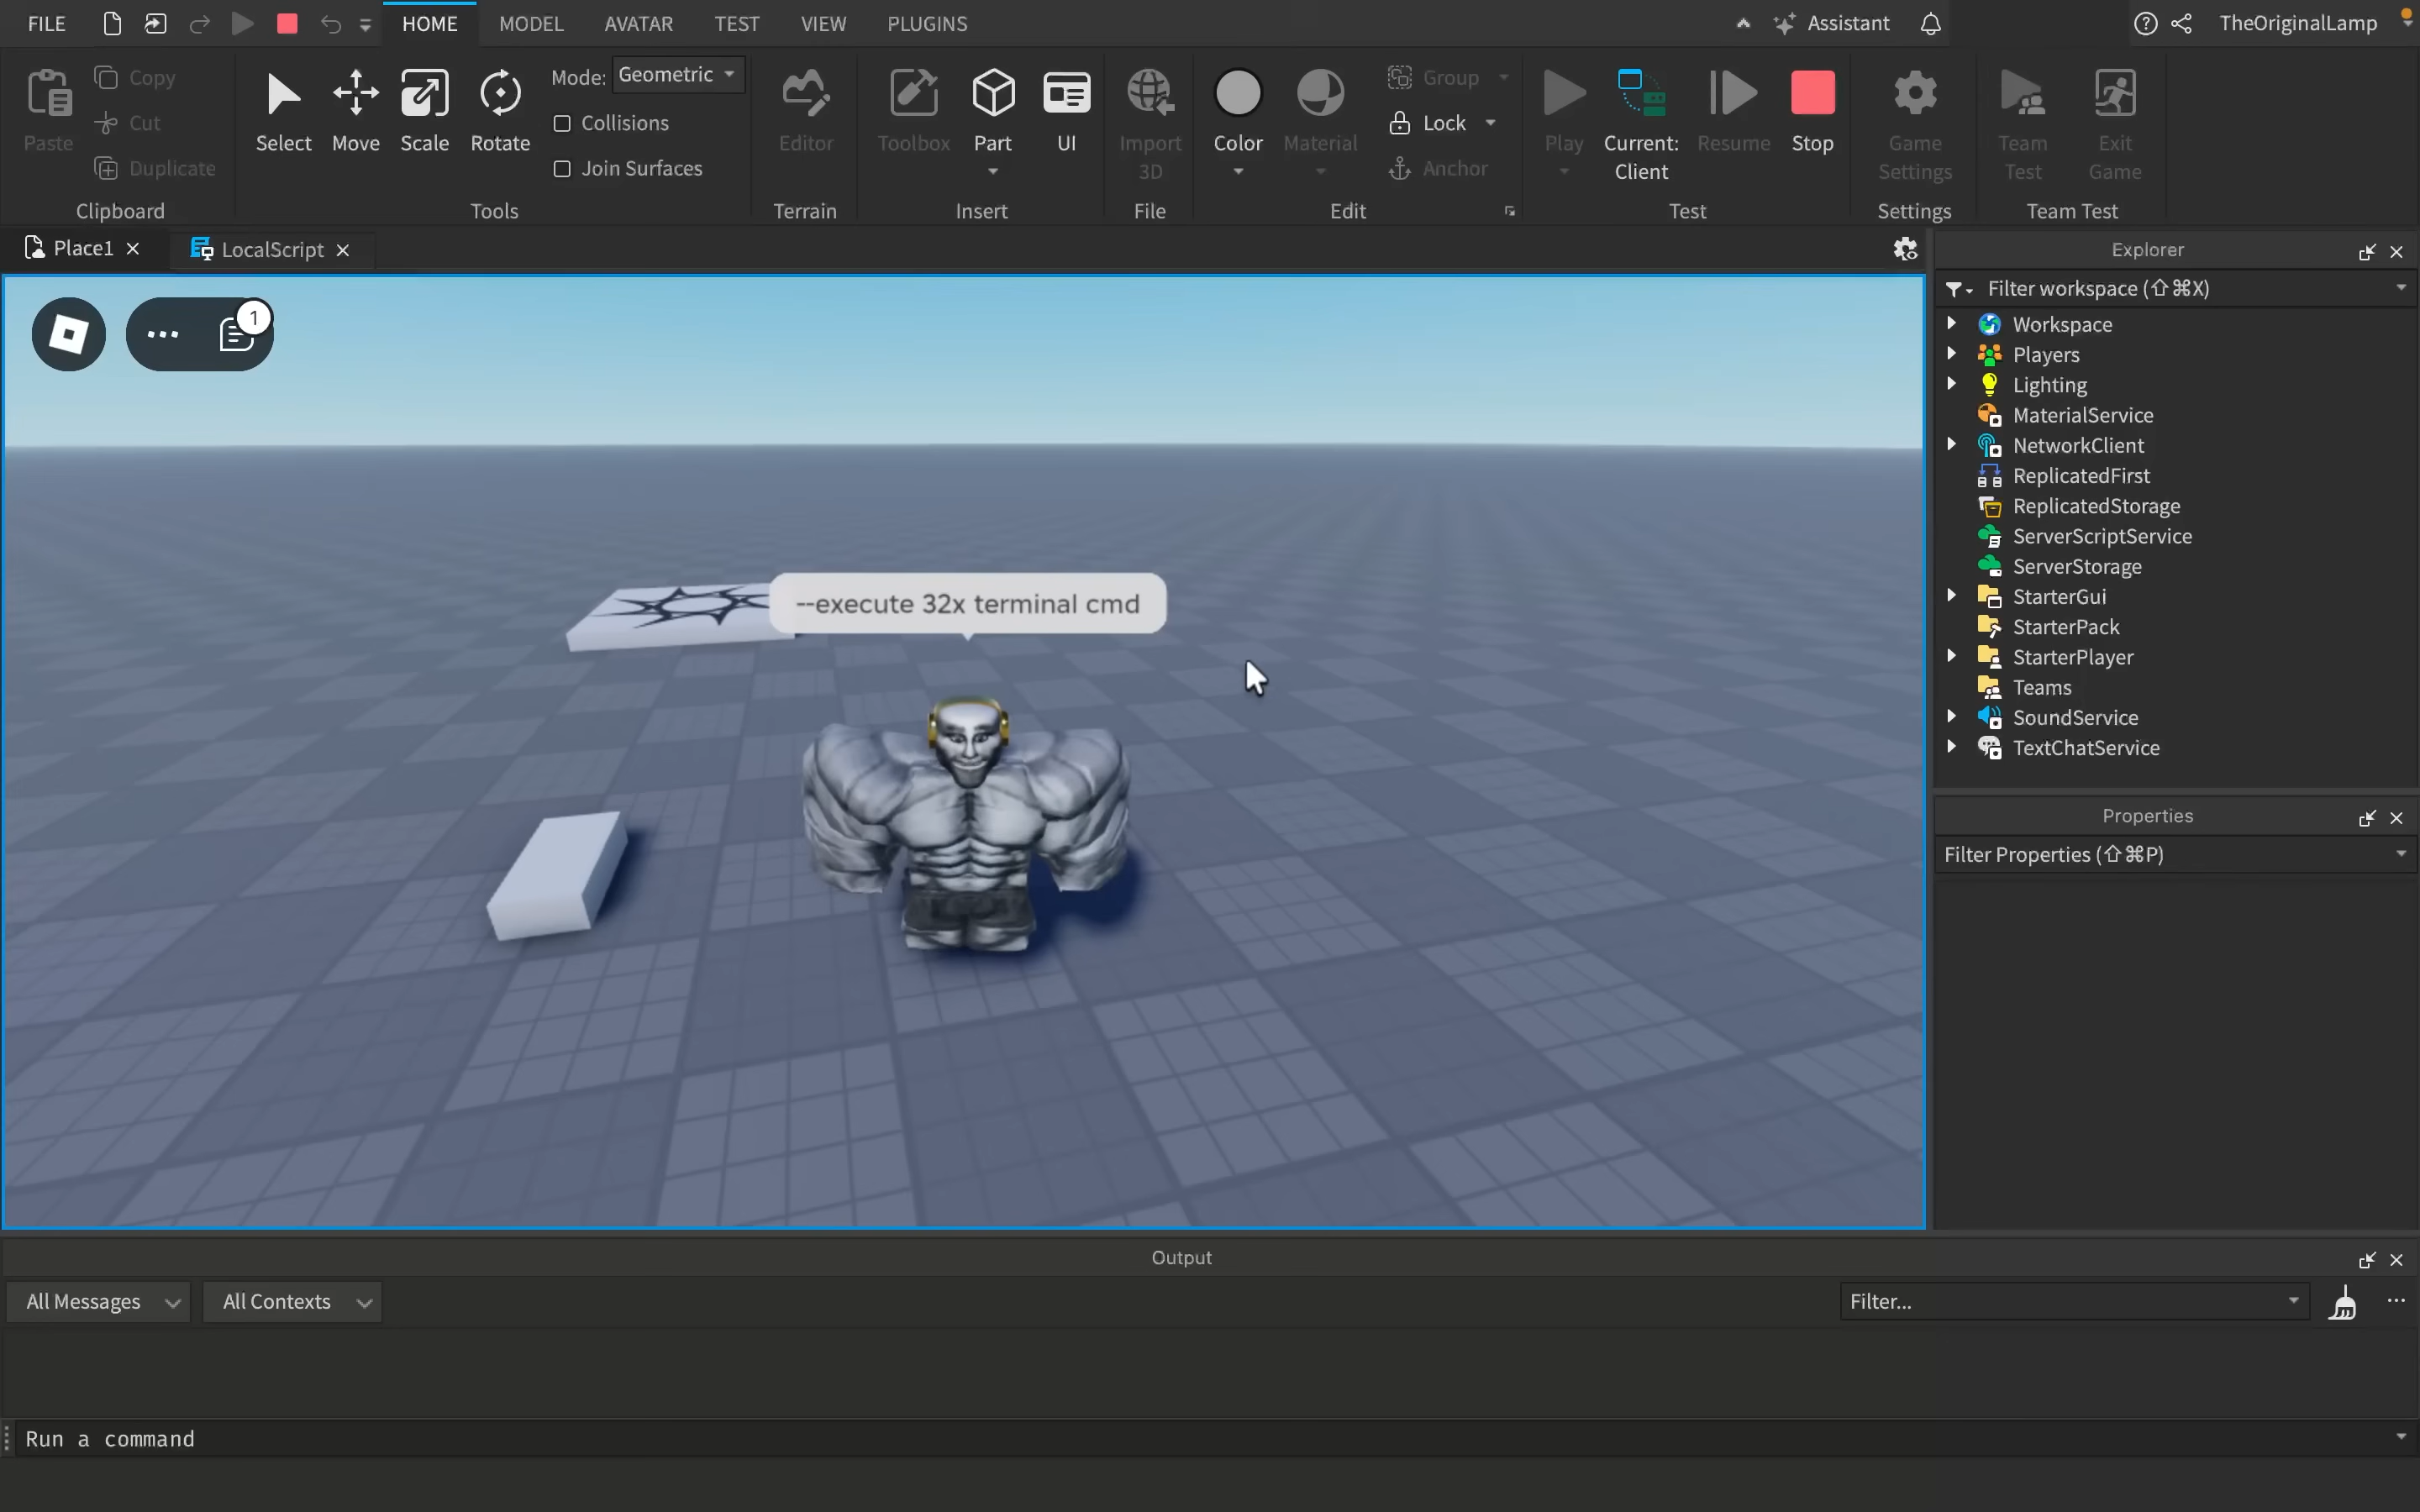 FILE
HOME
MODEL
AVATAR
TEST
VIEW
PLUGINS
Assistant
TheOriginalLamp
Paste
Copy
Cut
Duplicate
Clipboard
Select
Move
Scale
Rotate
Mode: Geometric
Collisions
Join Surfaces
Tools
Editor
Terrain
Toolbox
Part
UI
Insert
Import
3D
File
Color
Material
Group
Lock
Anchor
Edit
Play
Current:
Client
Resume
Stop
Test
Game
Settings
Settings
Team
Test
Exit
Game
Team Test
Place1
LocalScript
1
--execute 32x terminal cmd
Explorer
Filter workspace (⇧⌘X)
Workspace
Players
Lighting
MaterialService
NetworkClient
ReplicatedFirst
ReplicatedStorage
ServerScriptService
ServerStorage
StarterGui
StarterPack
StarterPlayer
Teams
SoundService
TextChatService
Properties
Filter Properties (⇧⌘P)
Output
All Messages
All Contexts
Filter...
Run a command